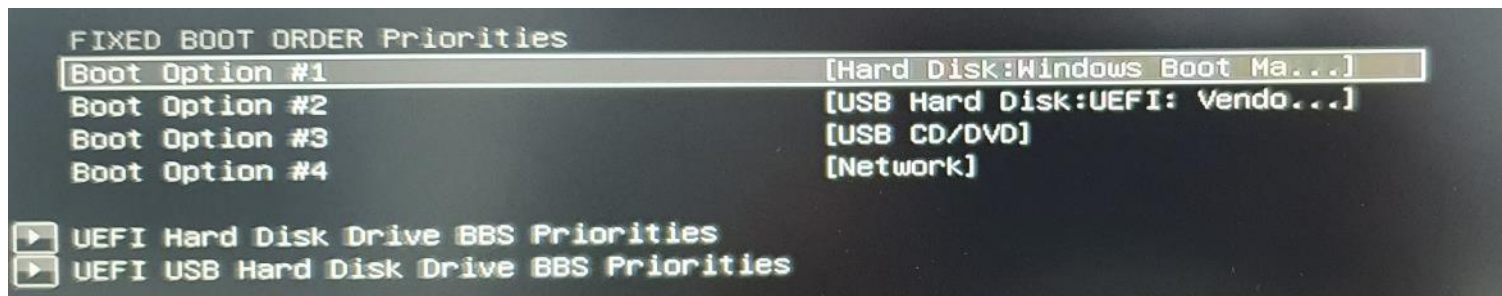 FIXED BOOT ORDER Priorities
Boot Option #1 [Hard Disk:Windows Boot Ma...]
Boot Option #2 [USB Hard Disk:UEFI: Vendo...]
Boot Option #3 [USB CD/DVD]
Boot Option #4 [Network]
UEFI Hard Disk Drive BBS Priorities
UEFI USB Hard Disk Drive BBS Priorities